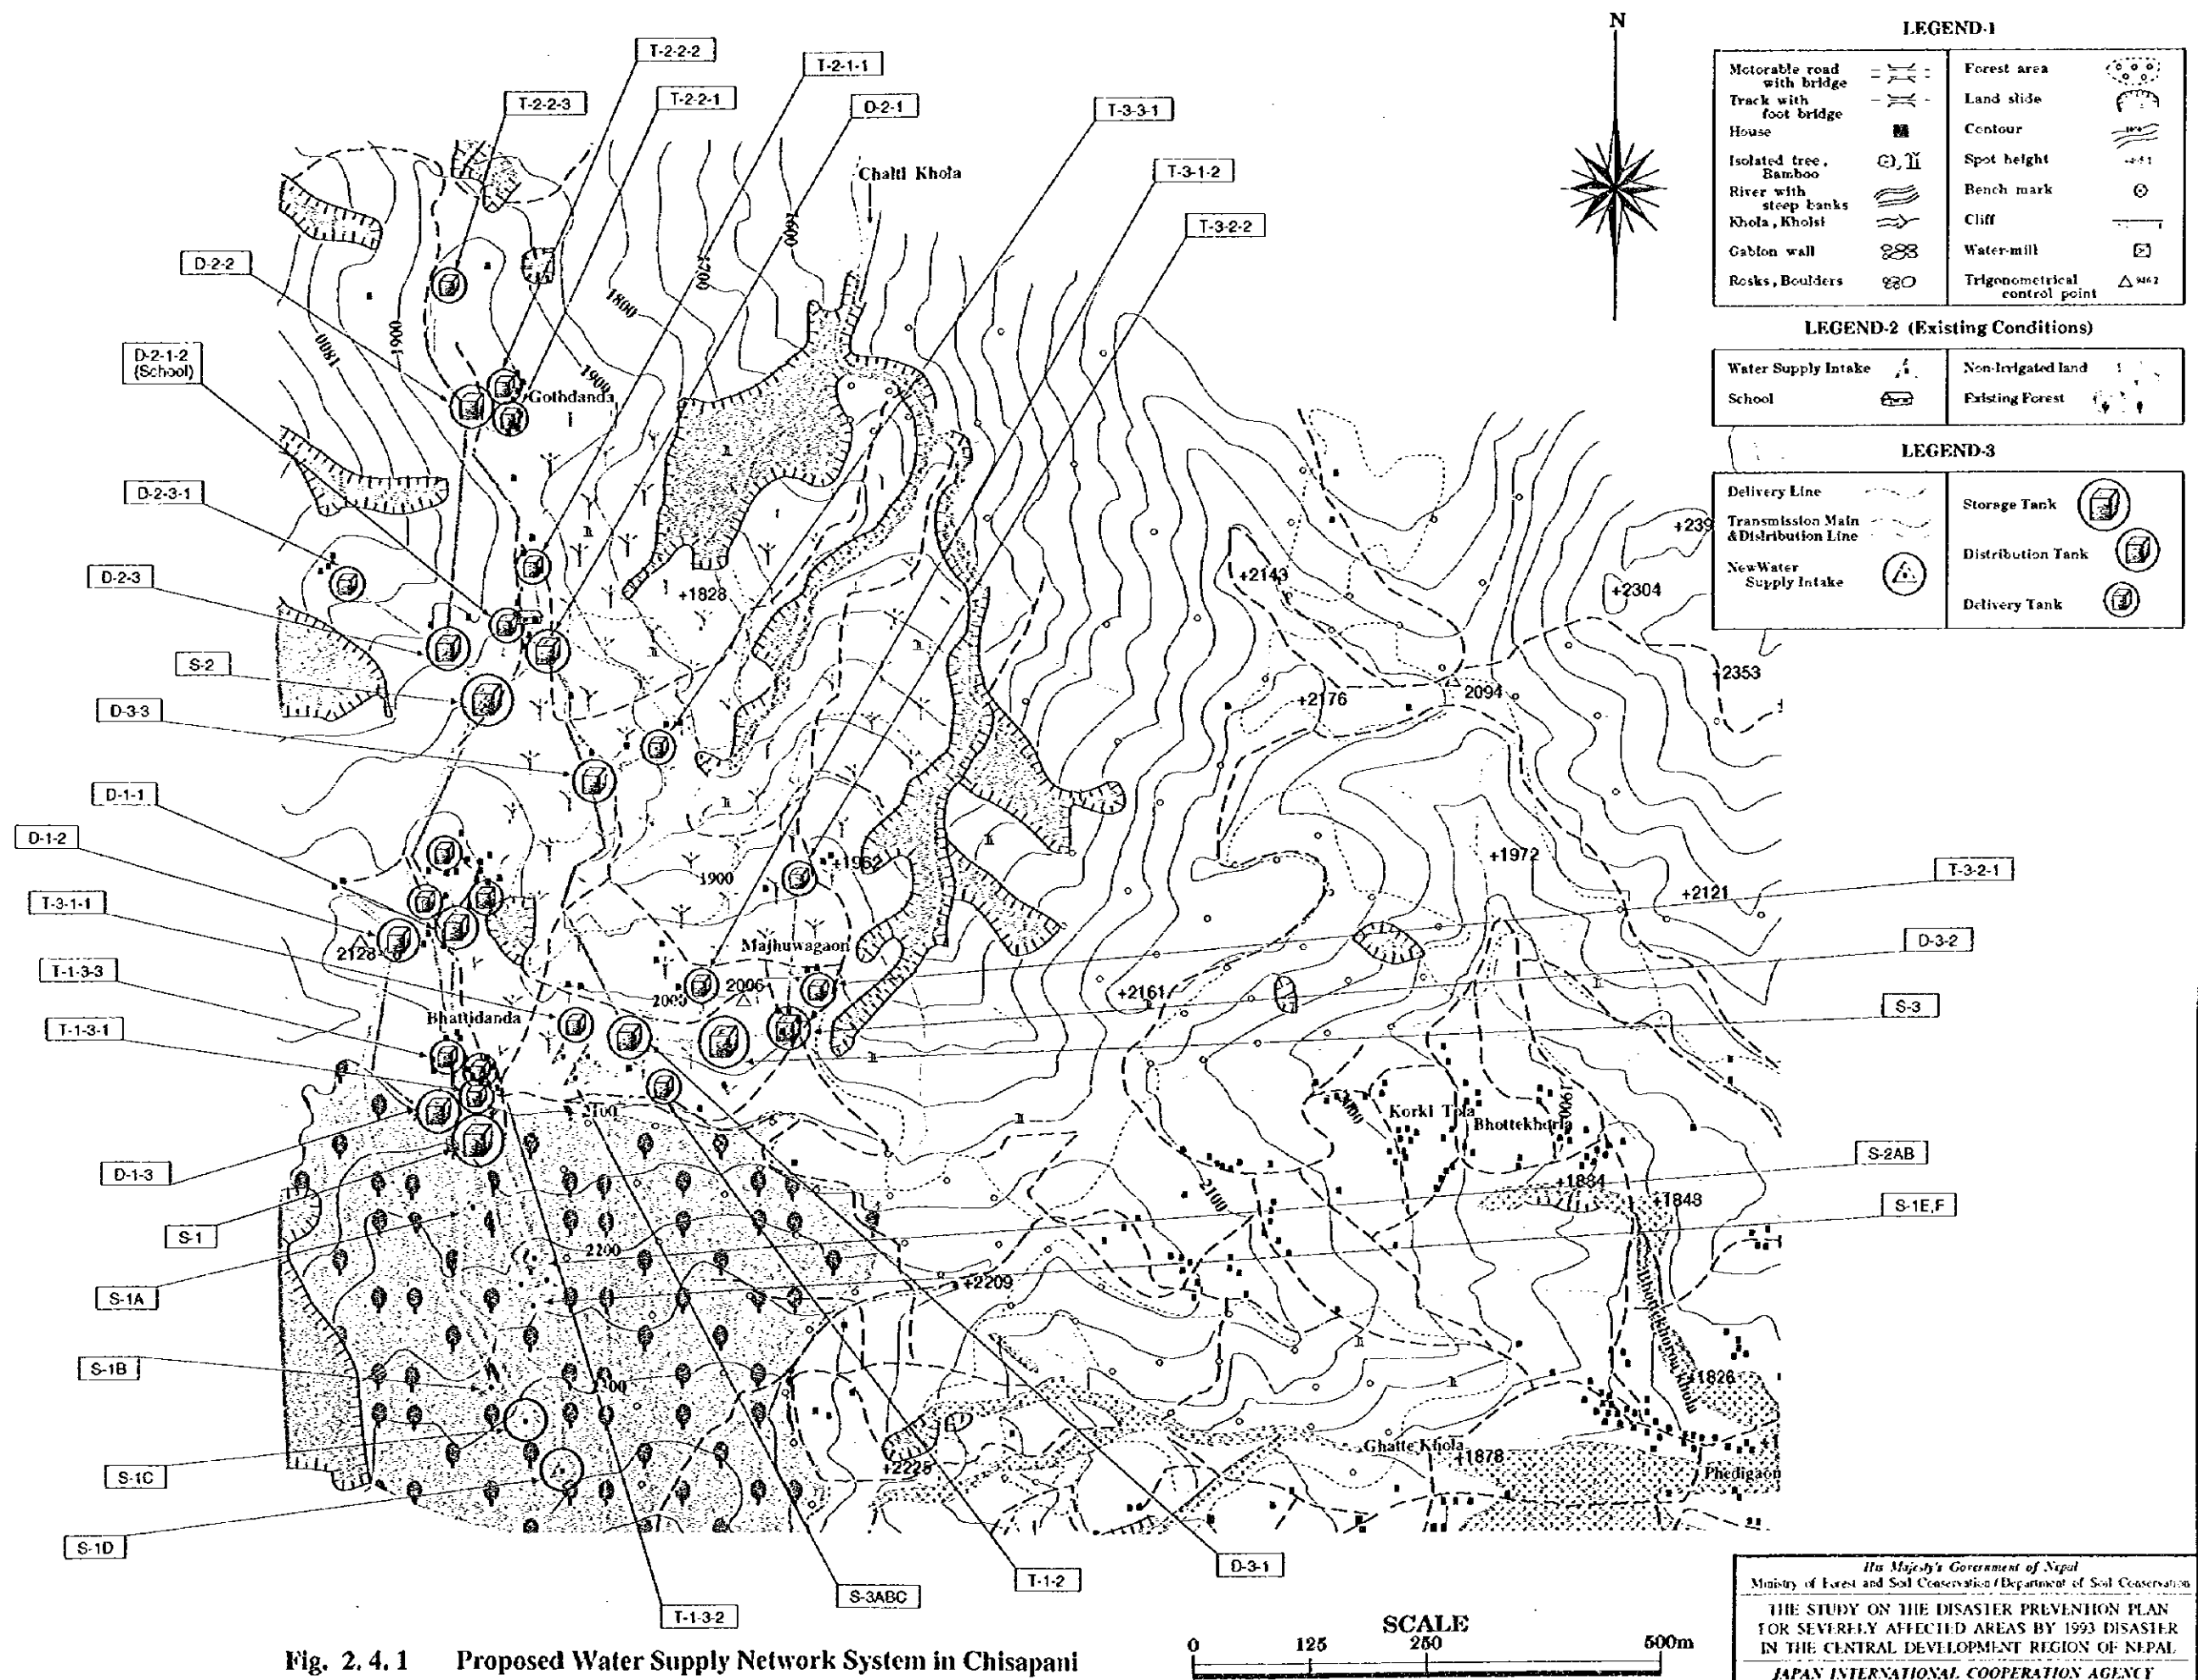 N
LEGEND-1
Motorable road
with bridge
Track with
foot bridge
House
Isolated tree,
Bamboo
River with
steep banks
Khola, Kholsi
Gabion wall
Rosks, Boulders
Forest area
Land slide
Contour
Spot height
Bench mark
Cliff
Water-mill
Trigonometrical
control point
LEGEND-2 (Existing Conditions)
Water Supply Intake
School
Non-Irrigated land
Existing Forest
LEGEND-3
Delivery Line
Transmission Main
&Distribution Line
New Water
Supply Intake
Storage Tank
Distribution Tank
Delivery Tank
T-2-2-2
T-2-1-1
T-2-2-3
T-2-2-1
D-2-1
T-3-3-1
T-3-1-2
T-3-2-2
Chalti Khola
D-2-2
D-2-1-2
(School)
D-2-3-1
D-2-3
S-2
D-3-3
D-1-1
D-1-2
T-3-1-1
T-1-3-3
T-1-3-1
D-1-3
S-1
S-1A
S-1B
S-1C
S-1D
T-1-3-2
S-3ABC
T-1-2
D-3-1
T-3-2-1
D-3-2
S-3
S-2AB
S-1E,F
1600
1700
1800
1900
1800
1900
Gothdanda
+1828
+2143
+2304
+239
+2353
+2176
2094
+1962
1900
+1972
+2121
Majhuwagaon
2128
2006
2000
+2161
Bhattidanda
2100
Korki Tola
Bhottekhoria
1900
+1884
+1848
2100
2200
+2209
+1826
Ghatte Khola
+1878
+2225
Phedigaon
Fig. 2. 4. 1 Proposed Water Supply Network System in Chisapani
SCALE
0 125 250 500m
His Majesty's Government of Nepal
Ministry of Forest and Soil Conservation/Department of Soil Conservation
THE STUDY ON THE DISASTER PREVENTION PLAN
FOR SEVERELY AFFECTED AREAS BY 1993 DISASTER
IN THE CENTRAL DEVELOPMENT REGION OF NEPAL
JAPAN INTERNATIONAL COOPERATION AGENCY